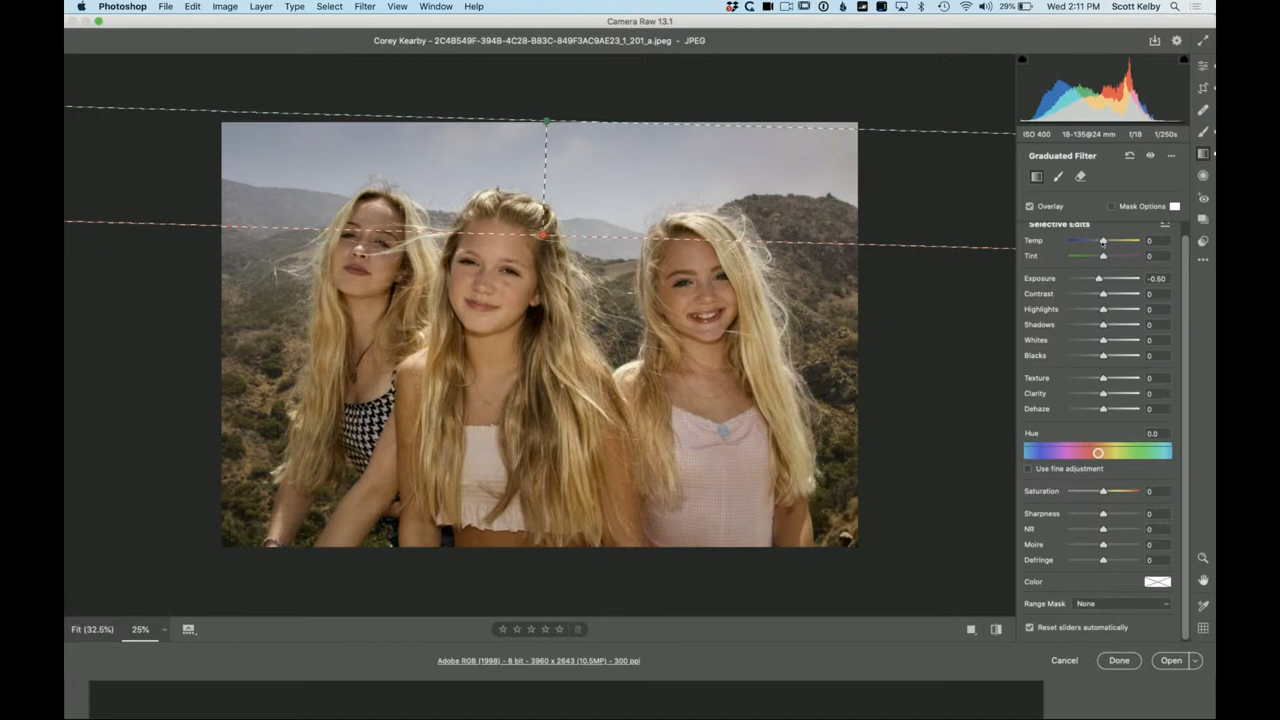 Photoshop File Edit Image Layer Type Select Filter View Window Help 29% Wed 2:11 PM Scott Kelby
Camera Raw 13.1
Corey Kearby - 2C4B549F-394B-4C28-B83C-849F3AC9AE23_1_201_a.jpeg - JPEG
ISO 400 18-135@24 mm f/18 1/250s
Graduated Filter
Overlay Mask Options
Selective Edits
Temp 0
Tint 0
Exposure -0.50
Contrast 0
Highlights 0
Shadows 0
Whites 0
Blacks 0
Texture 0
Clarity 0
Dehaze 0
Hue 0.0
Use fine adjustment
Saturation 0
Sharpness 0
NR 0
Moire 0
Defringe 0
Color
Range Mask None
Reset sliders automatically
Fit (32.5%) 25%
Adobe RGB (1998) - 8 bit - 3960 x 2643 (10.5MP) - 300 ppi
Cancel Done Open